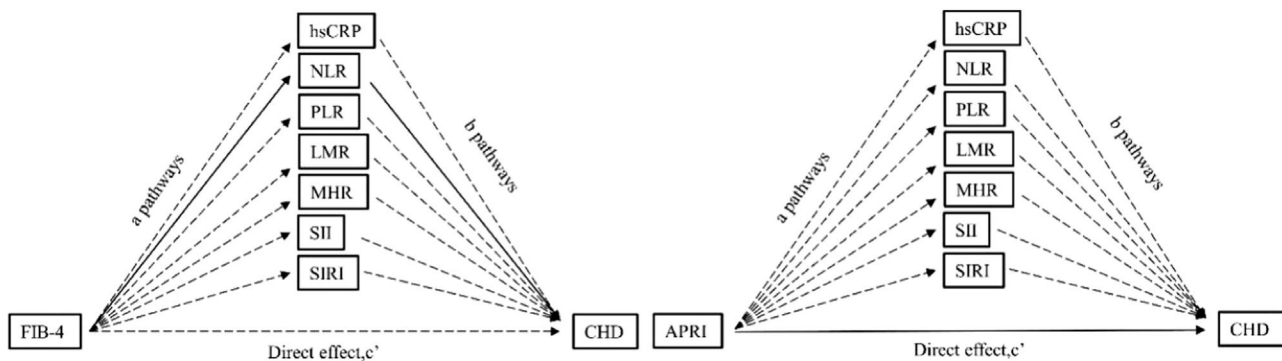 hsCRP
NLR
PLR
LMR
MHR
SII
SIRI
a pathways
b pathways
FIB-4
CHD
Direct effect,c’
hsCRP
NLR
PLR
LMR
MHR
SII
SIRI
a pathways
b pathways
APRI
CHD
Direct effect,c’